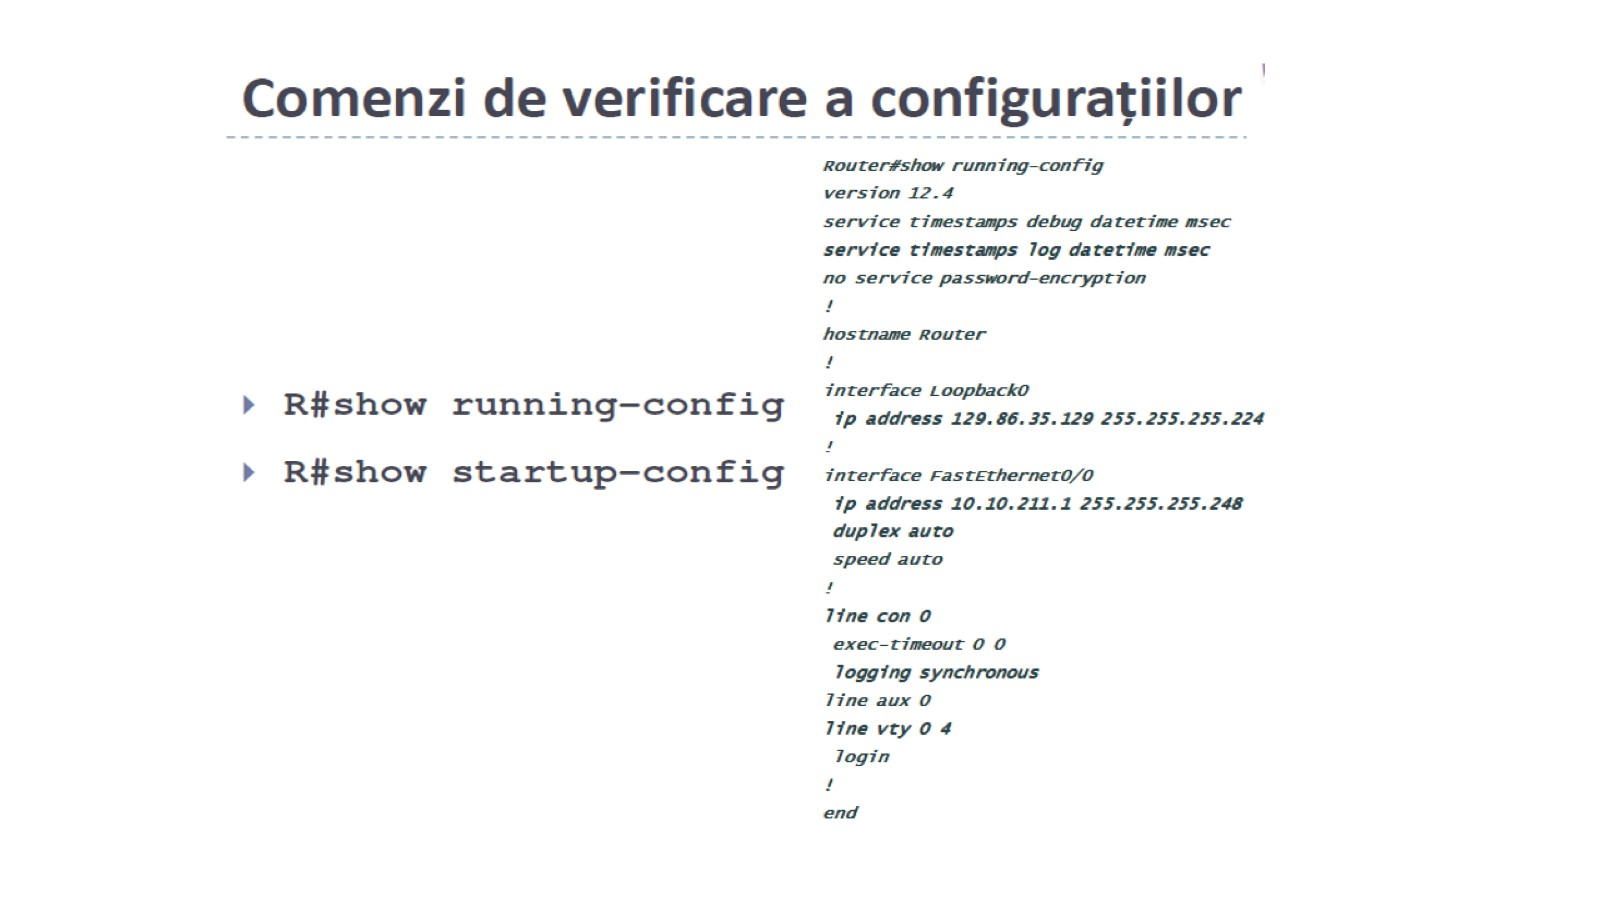 Comenzi de verificare a configurațiilor
R#show running-config
R#show startup-config
Router#show running-config
version 12.4
service timestamps debug datetime msec
service timestamps log datetime msec
no service password-encryption
!
hostname Router
!
interface Loopback0
ip address 129.86.35.129 255.255.255.224
!
interface FastEthernet0/0
ip address 10.10.211.1 255.255.255.248
duplex auto
speed auto
!
line con 0
exec-timeout 0 0
logging synchronous
line aux 0
line vty 0 4
login
!
end